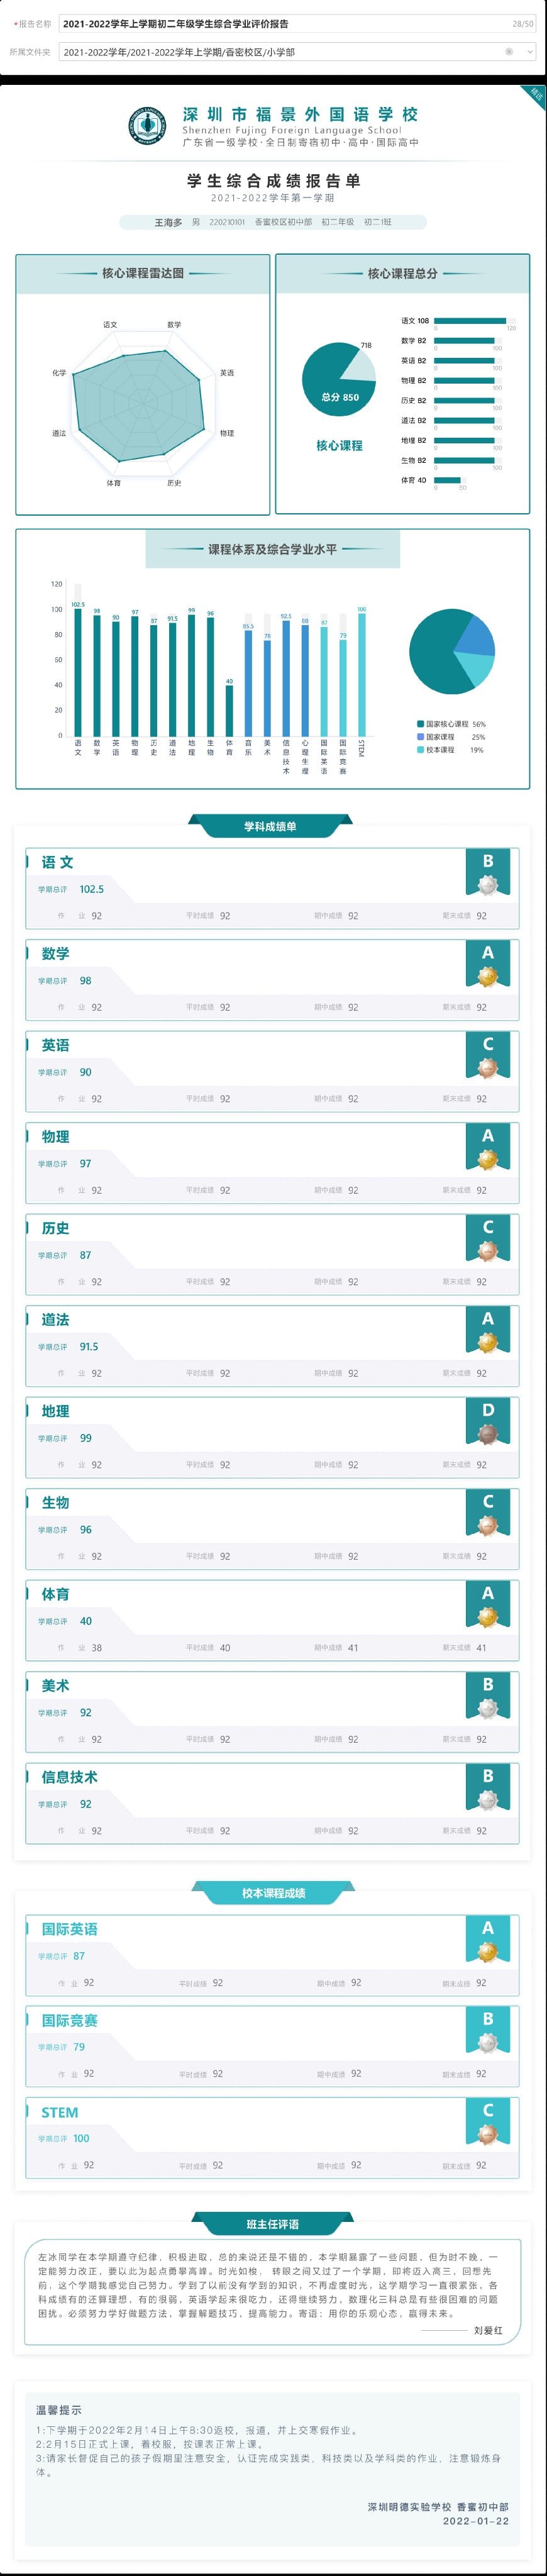 *报告名称 2021-2022学年上学期初二年级学生综合学业评价报告 28/50
所属文件夹 2021-2022学年/2021-2022学年上学期/香密校区/小学部
精选
深圳市福景外国语学校
Shenzhen Fujing Foreign Language School
广东省一级学校·全日制寄宿初中·高中·国际高中
学生综合成绩报告单
2021-2022学年第一学期
王海多 男 220210101 香蜜校区初中部 初二年级 初二1班
核心课程雷达图
语文 数学
化学 英语
道法 物理
体育 历史
核心课程总分
718
总分 850
核心课程
语文 108
0 120
数学 82
0 100
英语 82
0 100
物理 82
0 100
历史 82
0 100
道法 82
0 100
地理 82
0 100
生物 82
0 100
体育 40
0 60
课程体系及综合学业水平
120
100
80
60
40
20
0
102.5 98 90 97 87 91.5 99 96 40 85.5 78 92.5 88 87 79 100
语文 数学 英语 物理 历史 道法 地理 生物 体育 音乐 美术 信息技术 心理生理 国际英语 国际竞赛 STEM
国家核心课程 56%
国家课程 25%
校本课程 19%
学科成绩单
语文 B
学期总评 102.5
作 业 92 平时成绩 92 期中成绩 92 期末成绩 92
数学 A
学期总评 98
作 业 92 平时成绩 92 期中成绩 92 期末成绩 92
英语 C
学期总评 90
作 业 92 平时成绩 92 期中成绩 92 期末成绩 92
物理 A
学期总评 97
作 业 92 平时成绩 92 期中成绩 92 期末成绩 92
历史 C
学期总评 87
作 业 92 平时成绩 92 期中成绩 92 期末成绩 92
道法 A
学期总评 91.5
作 业 92 平时成绩 92 期中成绩 92 期末成绩 92
地理 D
学期总评 99
作 业 92 平时成绩 92 期中成绩 92 期末成绩 92
生物 C
学期总评 96
作 业 92 平时成绩 92 期中成绩 92 期末成绩 92
体育 A
学期总评 40
作 业 38 平时成绩 40 期中成绩 41 期末成绩 41
美术 B
学期总评 92
作 业 92 平时成绩 92 期中成绩 92 期末成绩 92
信息技术 B
学期总评 92
作 业 92 平时成绩 92 期中成绩 92 期末成绩 92
校本课程成绩
国际英语 A
学期总评 87
作 业 92 平时成绩 92 期中成绩 92 期末成绩 92
国际竞赛 B
学期总评 79
作 业 92 平时成绩 92 期中成绩 92 期末成绩 92
STEM C
学期总评 100
作 业 92 平时成绩 92 期中成绩 92 期末成绩 92
班主任评语
左冰同学在本学期遵守纪律，积极进取，总的来说还是不错的，本学期暴露了一些问题，但为时不晚，一
定能努力改正，要以此为起点勇攀高峰。时光如梭， 转眼之间又过了一个学期，即将迈入高三，回想先
前，这个学期我感觉自己努力。学到了以前没有学到的知识，不再虚度时光，这学期学习一直很紧张，各
科成绩有的还算理想，有的很弱，英语学起来很吃力，还得继续努力，数理化三科总是有些很困难的问题
困扰。必须努力学好做题方法，掌握解题技巧，提高能力。寄语：用你的乐观心态，赢得未来。
刘爱红
温馨提示
1:下学期于2022年2月14日上午8:30返校，报道，并上交寒假作业。
2:2月15日正式上课，着校服，按课表正常上课。
3:请家长督促自己的孩子假期里注意安全，认证完成实践类、科技类以及学科类的作业，注意锻炼身
体。
深圳明德实验学校 香蜜初中部
2022-01-22